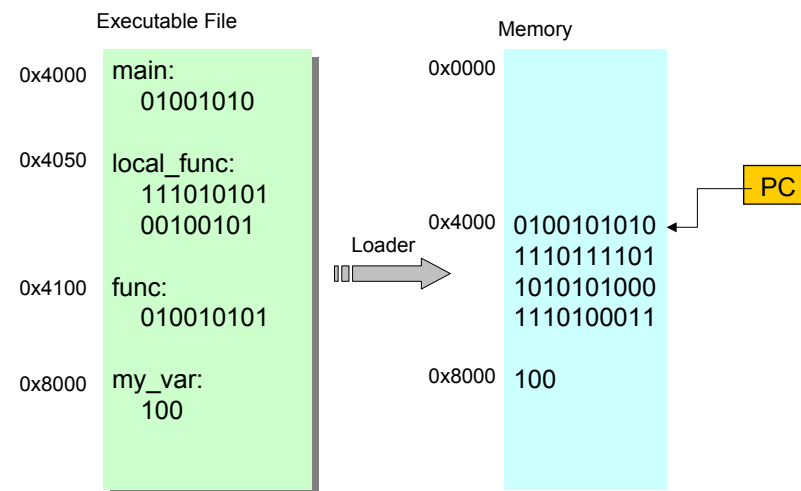 Executable File
0x4000
main:
01001010
0x4050
local_func:
111010101
00100101
0x4100
func:
010010101
0x8000
my_var:
100
Loader
Memory
0x0000
0x4000
0100101010
1110111101
1010101000
1110100011
0x8000
100
PC